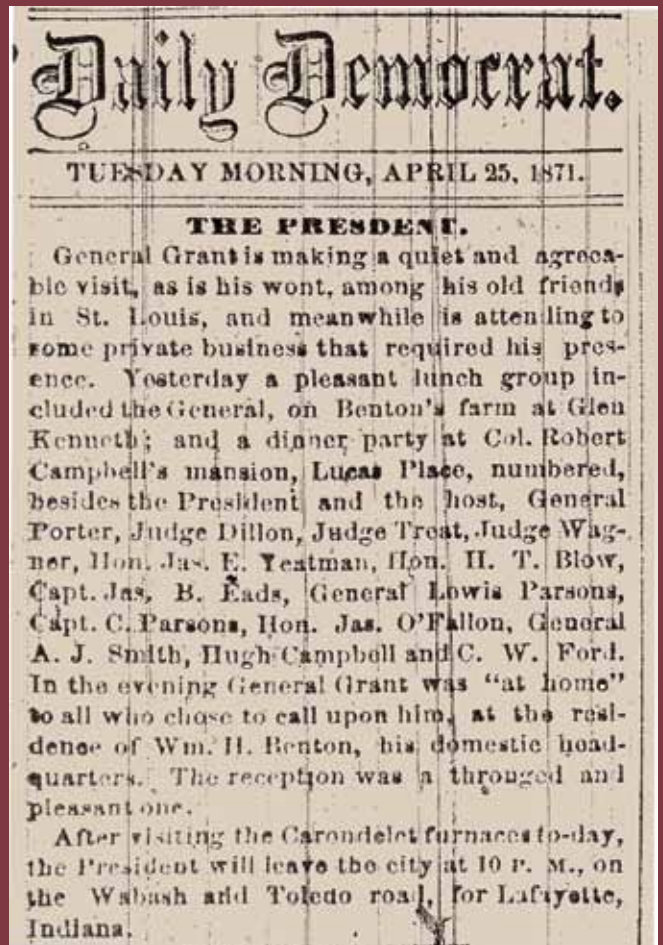 Daily Democrat.
TUESDAY MORNING, APRIL 25, 1871.
THE PRESDENT.
General Grant is making a quiet and agreea-
ble visit, as is his wont, among his old friends
in St. Louis, and meanwhile is attending to
some private business that required his pres-
ence. Yesterday a pleasant lunch group in-
cluded the General, on Benton's farm at Glen
Kenneth; and a dinner party at Col. Robert
Campbell's mansion, Lucas Place, numbered,
besides the President and the host, General
Porter, Judge Dillon, Judge Treat, Judge Wag-
ner, Hon. Jas. E. Yeatman, Hon. H. T. Blow,
Capt. Jas. B. Eads, General Lewis Parsons,
Capt. C. Parsons, Hon. Jas. O'Fallon, General
A. J. Smith, Hugh Campbell and C. W. Ford.
In the evening General Grant was "at home"
to all who chose to call upon him, at the resi-
dence of Wm. H. Benton, his domestic head-
quarters. The reception was a thronged and
pleasant one.
After visiting the Carondelet furnaces to-day,
the President will leave the city at 10 P. M., on
the Wabash and Toledo road, for Lafayette,
Indiana.